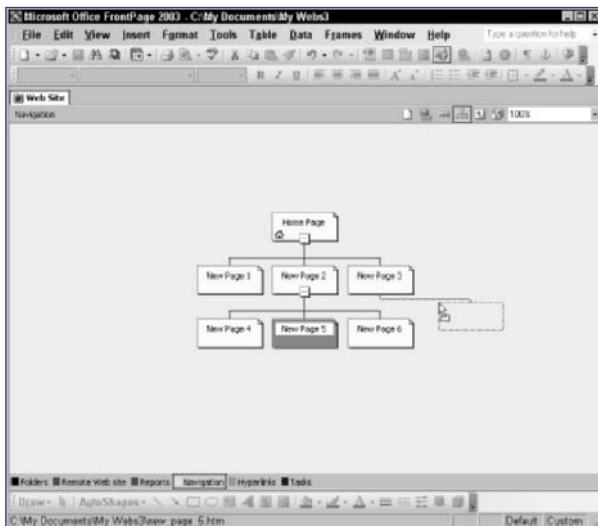 Microsoft Office FrontPage 2003 - C:\My Documents\My Webs3
File Edit View Insert Format Tools Table Data Frames Window Help Type a question for help
B I U A A A
Web Site
Navigation 100%
Home Page
New Page 1 New Page 2 New Page 3
New Page 4 New Page 5 New Page 6
Folders Remote Web site Reports Navigation Hyperlinks Tasks
Draw AutoShapes A
C:\My Documents\My Webs3\new_page_5.htm Default Custom